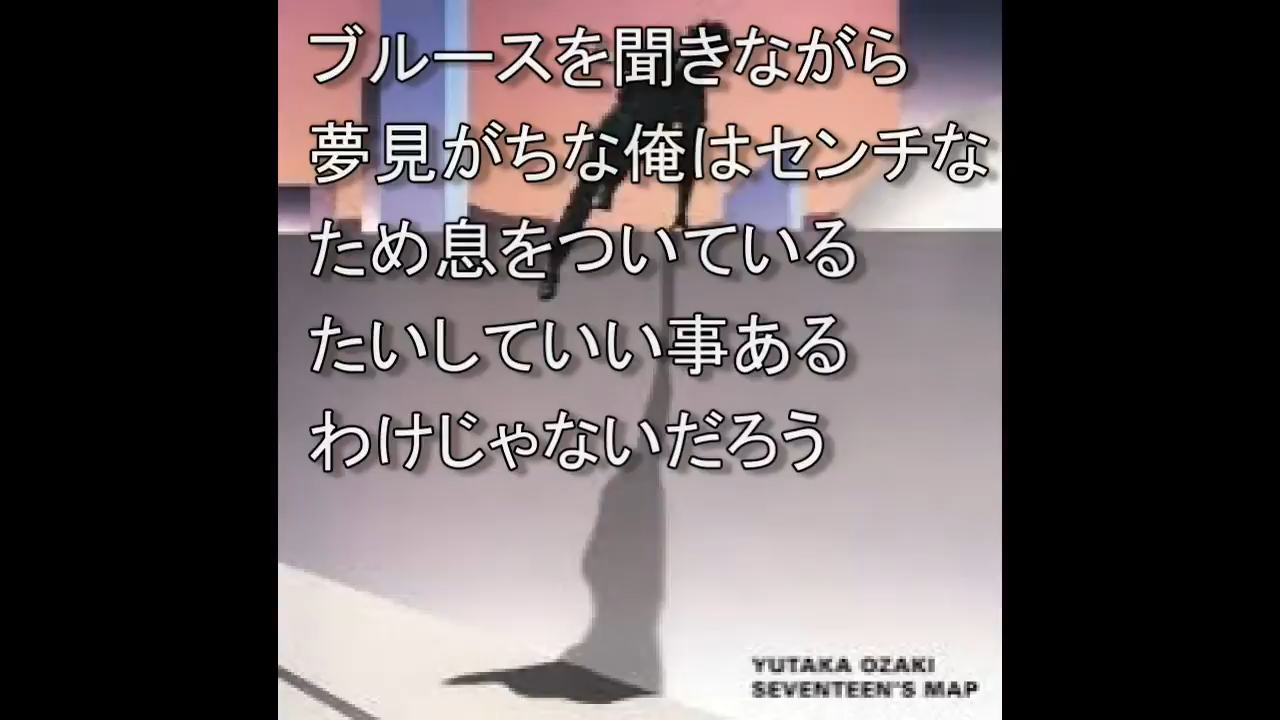 ブルースを聞きながら
夢見がちな俺はセンチな
ため息をついている
たいしていい事ある
わけじゃないだろう
YUTAKA OZAKI
SEVENTEEN'S MAP